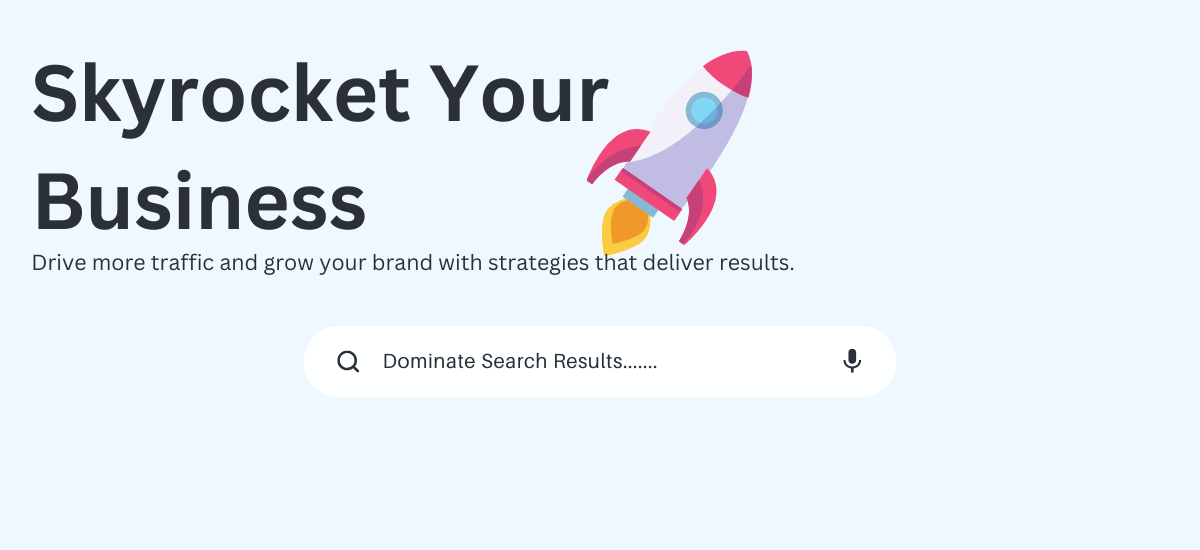 Skyrocket Your
Business
Drive more traffic and grow your brand with strategies that deliver results.
Dominate Search Results.......